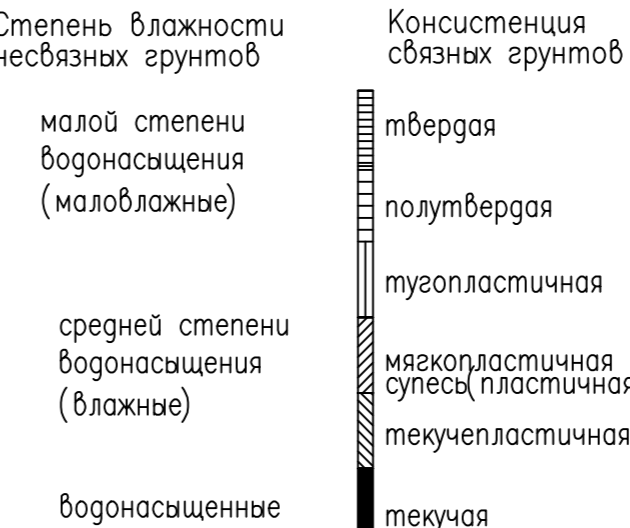 Степень влажности
несвязных грунтов
малой степени
водонасыщения
(маловлажные)
средней степени
водонасыщения
(влажные)
водонасыщенные
Консистенция
связных грунтов
твердая
полутвердая
тугопластичная
мягкопластичная
супесь(пластичная
текучепластичная
текучая